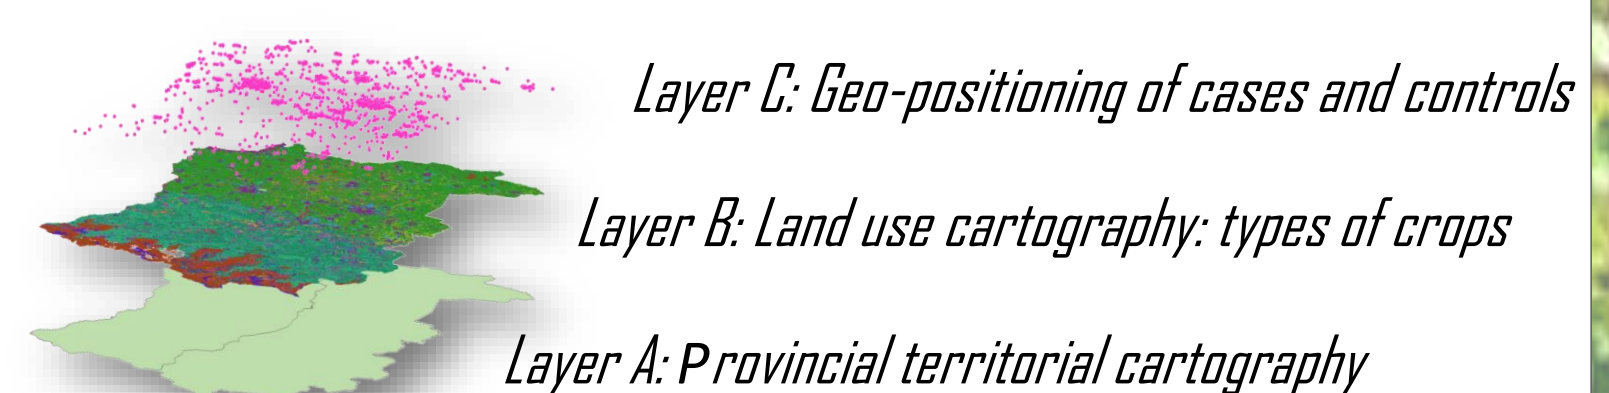 Layer C: Geo-positioning of cases and controls
Layer B: Land use cartography: types of crops
Layer A: Provincial territorial cartography